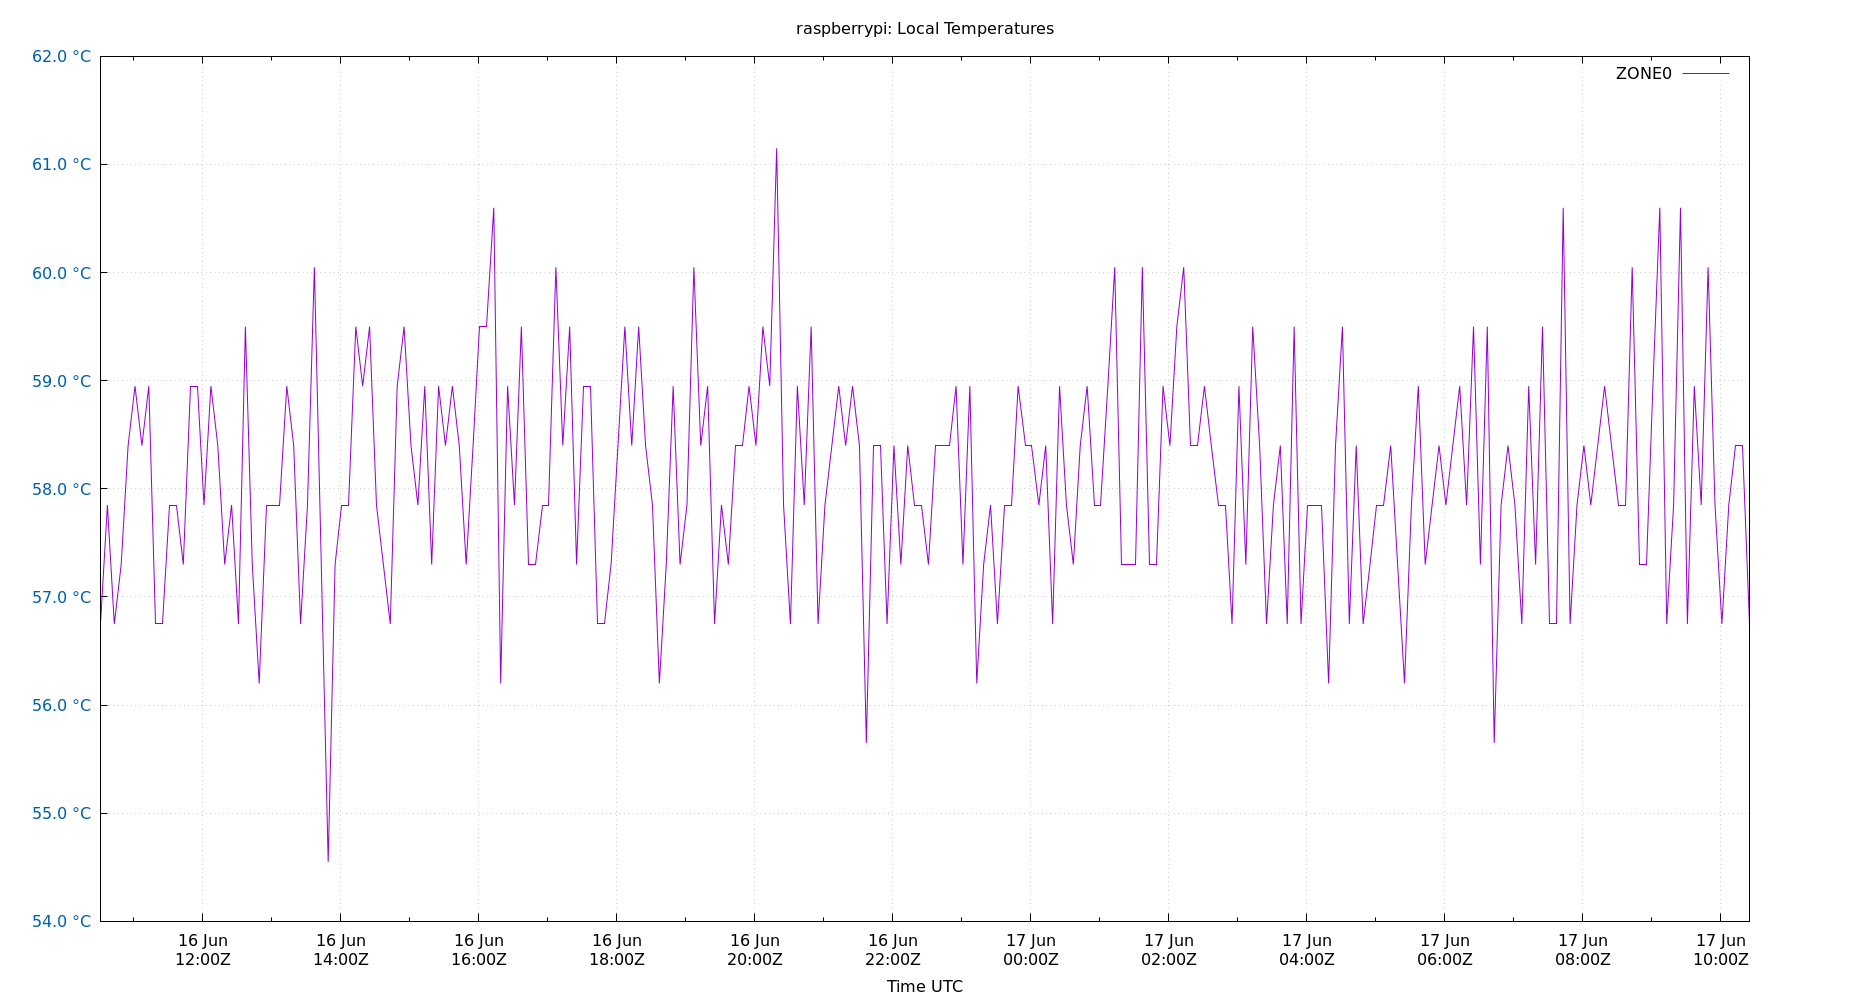 raspberrypi: Local Temperatures
62.0 °C
ZONE0
61.0 °C
60.0 °C
59.0 °C
58.0 °C
57.0 °C
56.0 °C
55.0 °C
54.0 °C
16 Jun 16 Jun 16 Jun 16 Jun 16 Jun 16 Jun 17 Jun 17 Jun 17 Jun 17 Jun 17 Jun 17 Jun
12:00Z 14:00Z 16:00Z 18:00Z 20:00Z 22:00Z 00:00Z 02:00Z 04:00Z 06:00Z 08:00Z 10:00Z
Time UTC